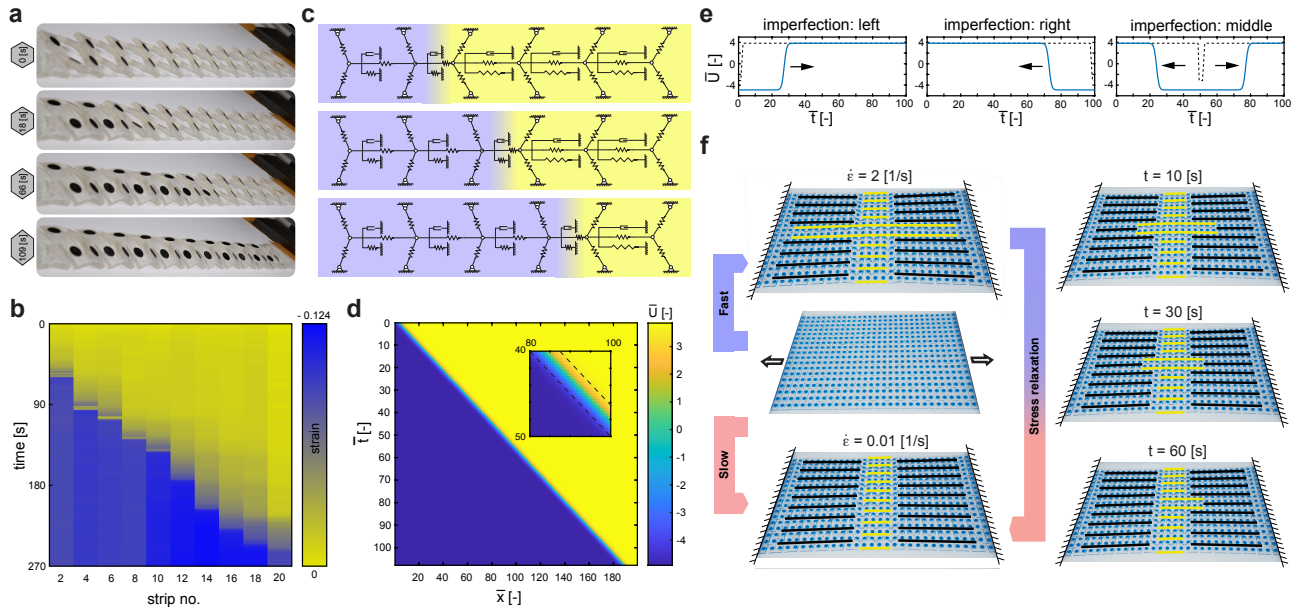 a
0 [s]
18 [s]
66 [s]
109 [s]
b
0
90
180
270
time [s]
2 4 6 8 10 12 14 16 18 20
strip no.
- 0.124
strain
0
c
d
0
10
20
30
40
50
60
70
80
90
100
t̅ [-]
20 40 60 80 100 120 140 160 180
x̅ [-]
80 100
40
50
U̅ [-]
3
2
1
0
-1
-2
-3
-4
e
imperfection: left
imperfection: right
imperfection: middle
U̅ [-]
4
0
-4
0 20 40 60 80 100
0 20 40 60 80 100
0 20 40 60 80 100
t̅ [-]
t̅ [-]
t̅ [-]
f
ε̇ = 2 [1/s]
Fast
Slow
ε̇ = 0.01 [1/s]
Stress relaxation
t = 10 [s]
t = 30 [s]
t = 60 [s]